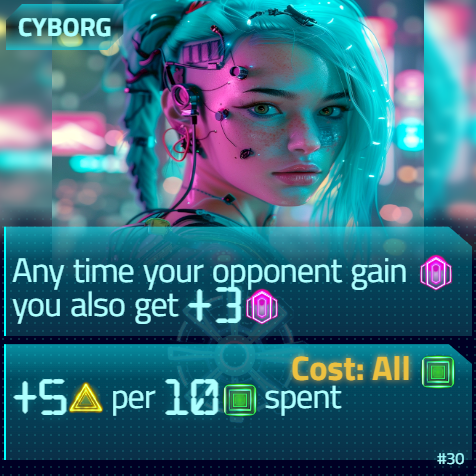 CYBORG
Any time your opponent gain
you also get +3
Cost: All
+5 per 10 spent
#30